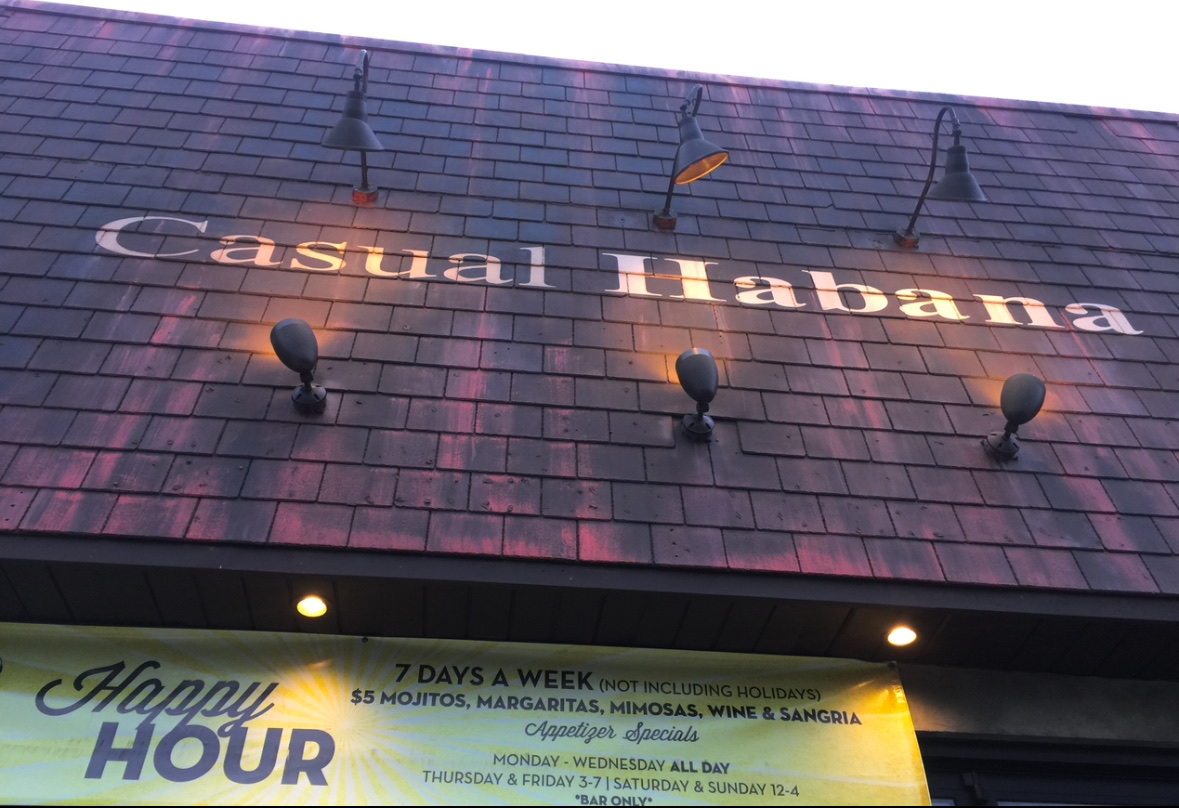 Casual Habana
Happy
HOUR
7 DAYS A WEEK (NOT INCLUDING HOLIDAYS)
$5 MOJITOS, MARGARITAS, MIMOSAS, WINE & SANGRIA
Appetizer Specials
MONDAY - WEDNESDAY ALL DAY
THURSDAY & FRIDAY 3-7 | SATURDAY & SUNDAY 12-4
*BAR ONLY*